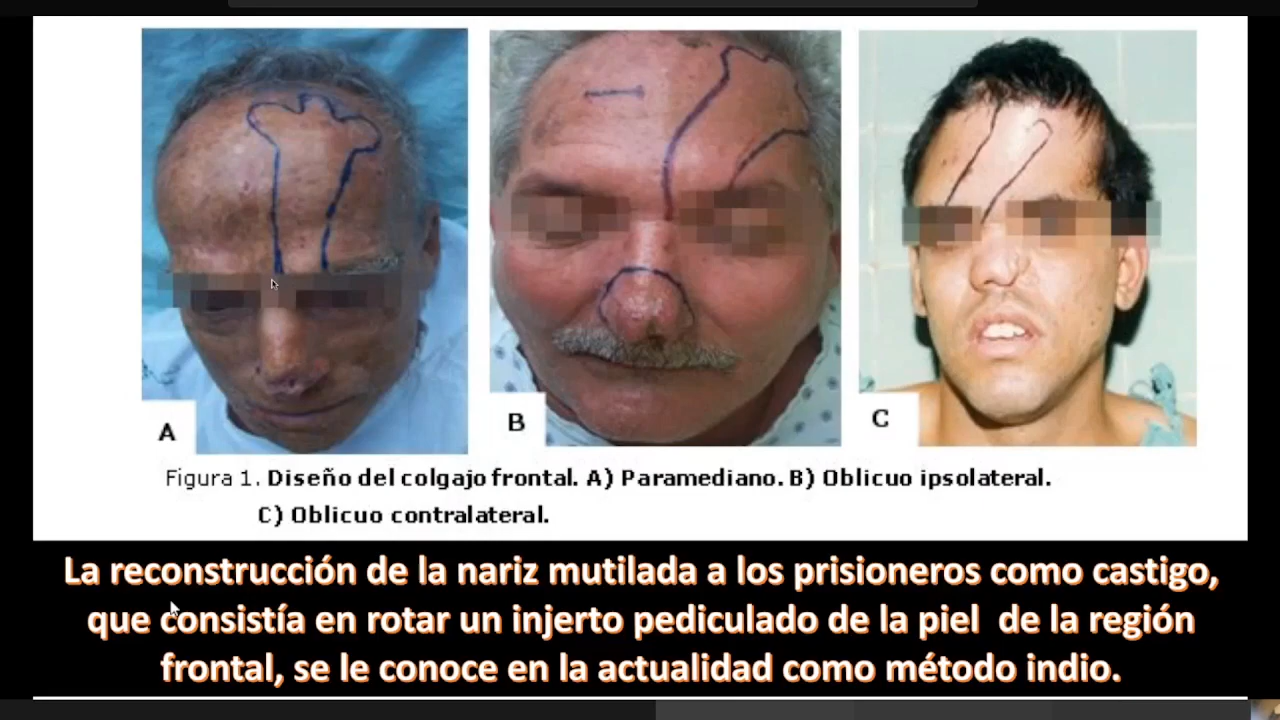 A
B
C
Figura 1. Diseño del colgajo frontal. A) Paramediano. B) Oblicuo ipsolateral.
C) Oblicuo contralateral.
La reconstrucción de la nariz mutilada a los prisioneros como castigo,
que consistía en rotar un injerto pediculado de la piel de la región
frontal, se le conoce en la actualidad como método indio.